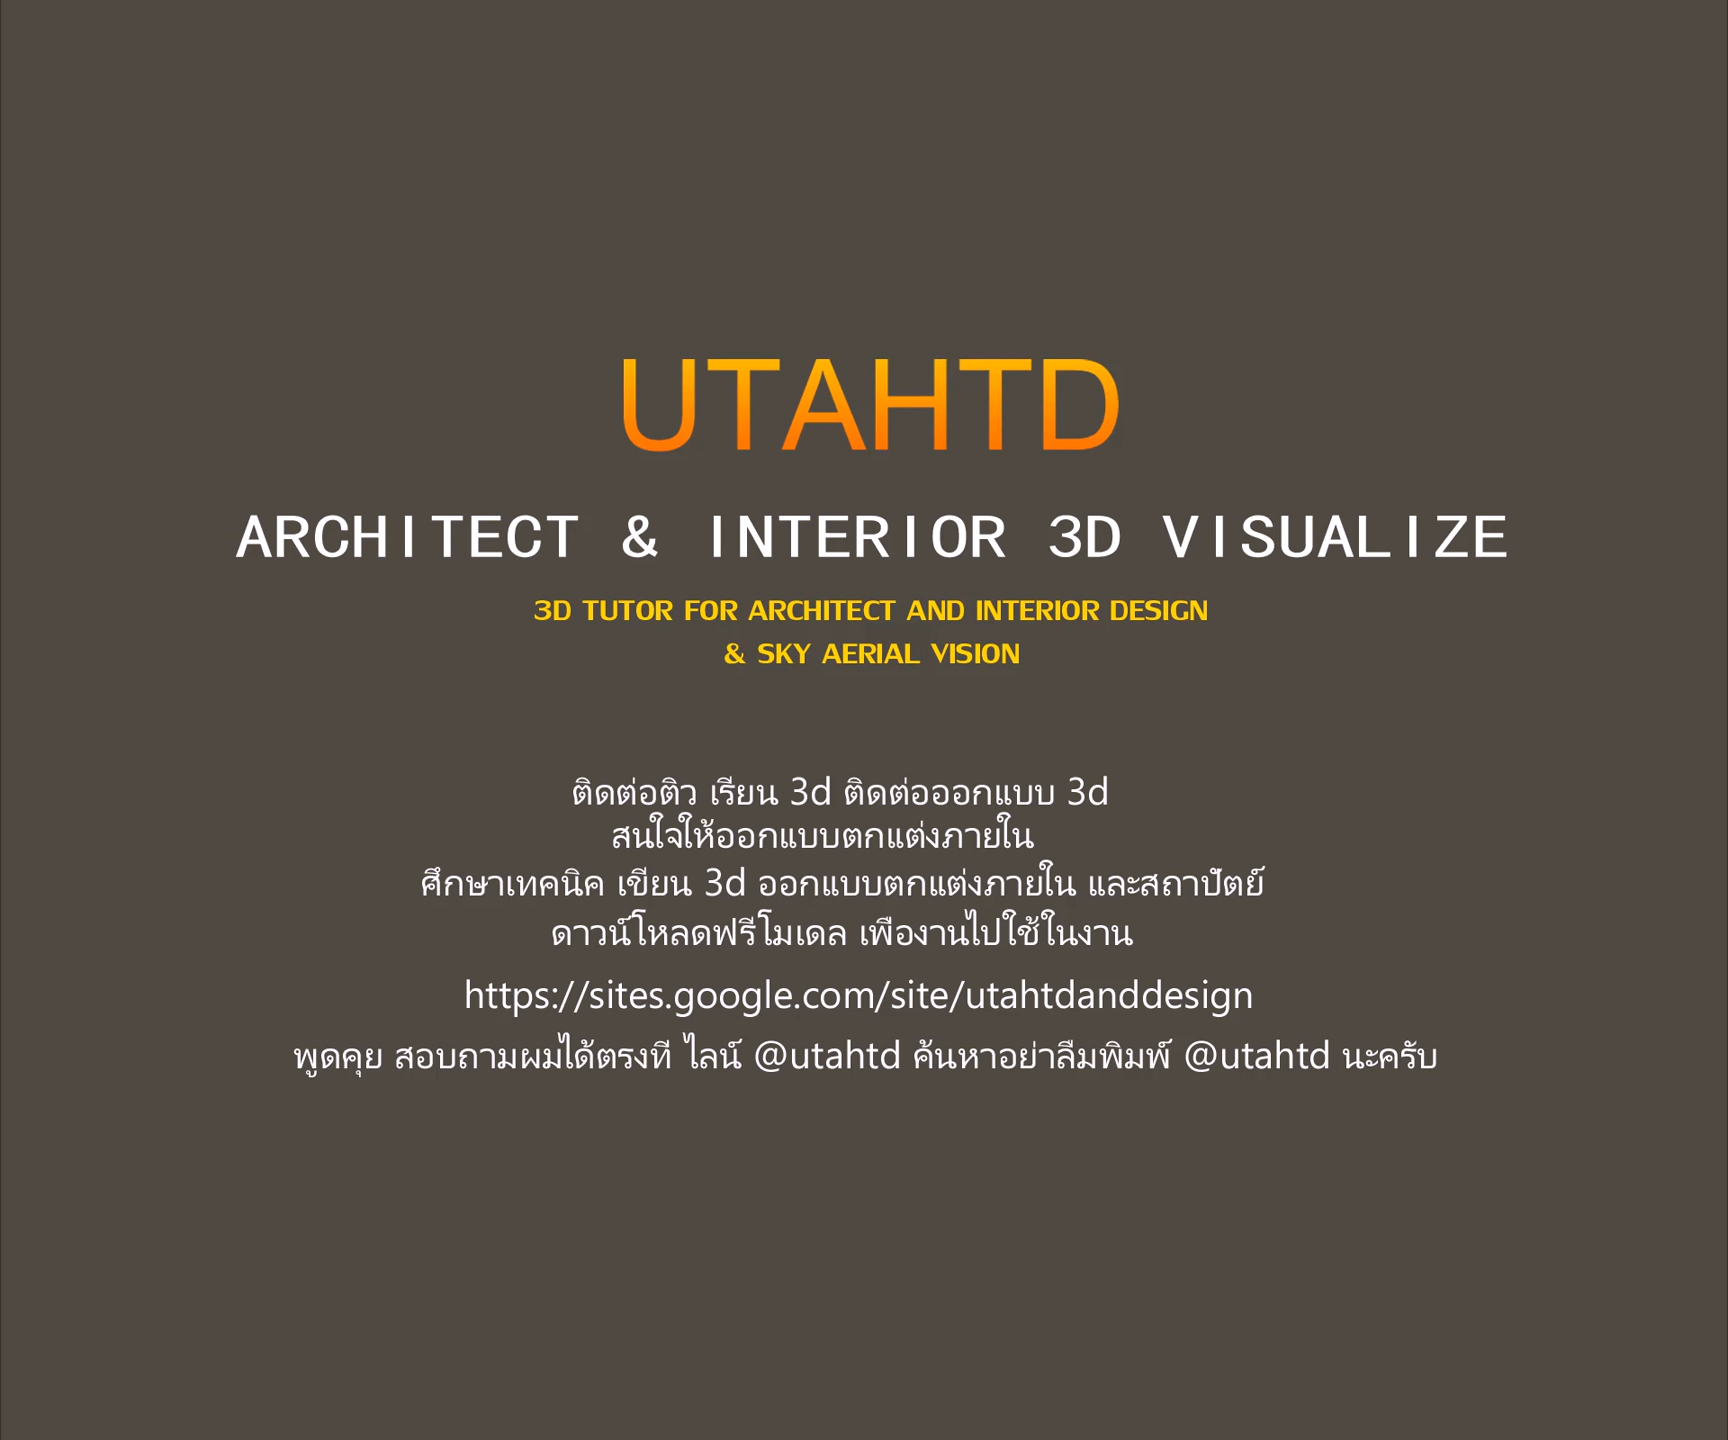 UTAHTD
ARCHITECT & INTERIOR 3D VISUALIZE
3D TUTOR FOR ARCHITECT AND INTERIOR DESIGN
& SKY AERIAL VISION
ติดต่อติว เรียน 3d ติดต่อออกแบบ 3d
สนใจให้ออกแบบตกแต่งภายใน
ศึกษาเทคนิค เขียน 3d ออกแบบตกแต่งภายใน และสถาปัตย์
ดาวน์โหลดฟรีโมเดล เพืองานไปใช้ในงาน
https://sites.google.com/site/utahtdanddesign
พูดคุย สอบถามผมได้ตรงที ไลน์ @utahtd ค้นหาอย่าลืมพิมพ์ @utahtd นะครับ